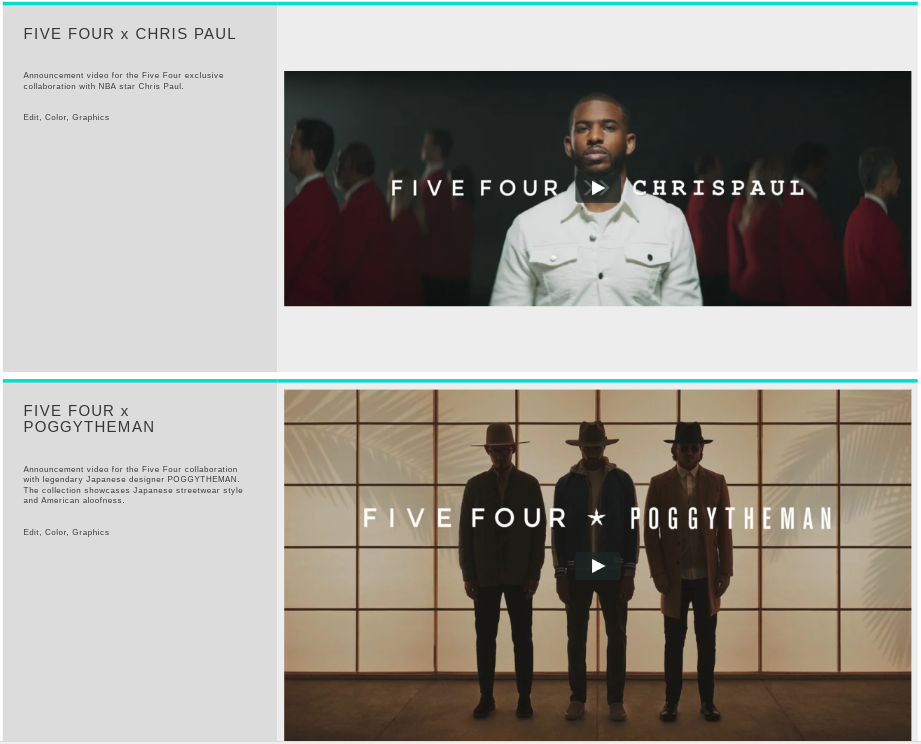 FIVE FOUR x CHRIS PAUL
Announcement video for the Five Four exclusive
collaboration with NBA star Chris Paul.
Edit, Color, Graphics
FIVE FOUR CHRISPAUL
FIVE FOUR x
POGGYTHEMAN
Announcement video for the Five Four collaboration
with legendary Japanese designer POGGYTHEMAN.
The collection showcases Japanese streetwear style
and American aloofness.
Edit, Color, Graphics
FIVE FOUR ★ POGGYTHEMAN